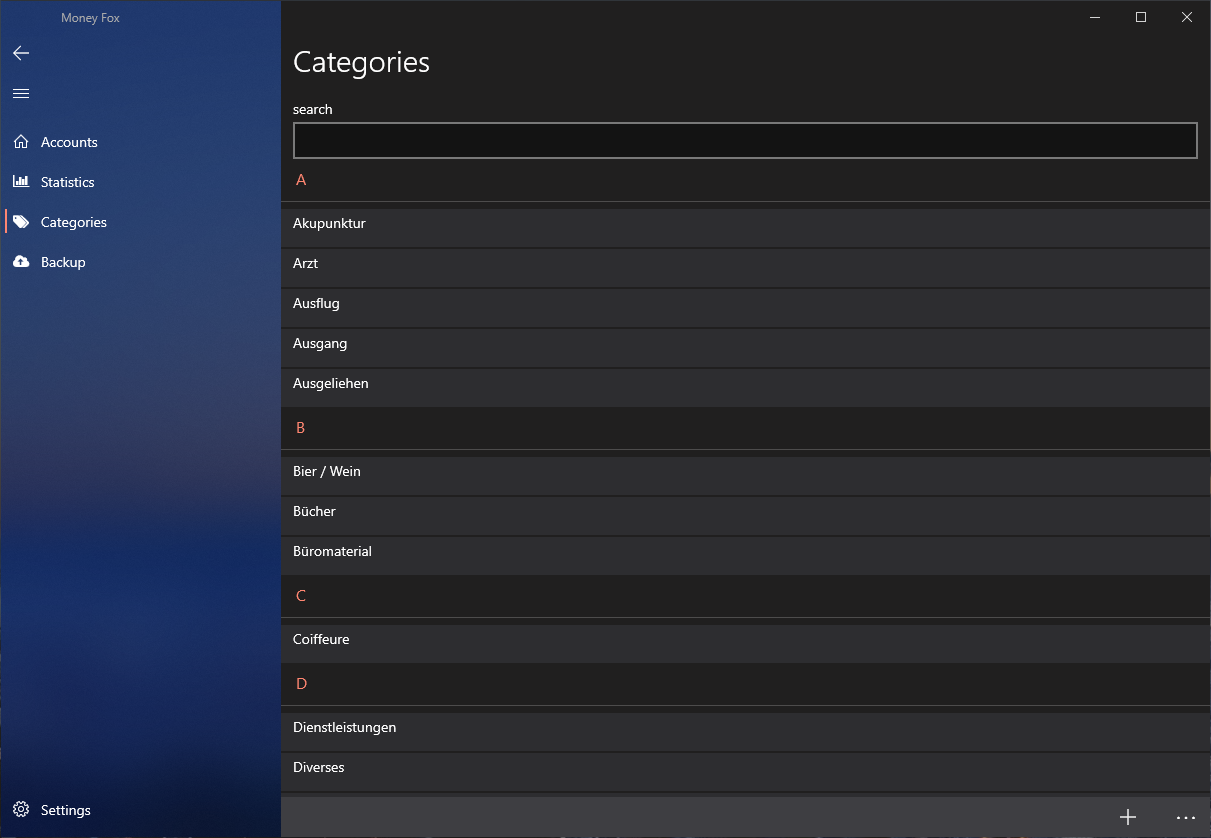 Money Fox
Accounts
Statistics
Categories
Backup
Settings
Categories
search
A
Akupunktur
Arzt
Ausflug
Ausgang
Ausgeliehen
B
Bier / Wein
Bücher
Büromaterial
C
Coiffeure
D
Dienstleistungen
Diverses